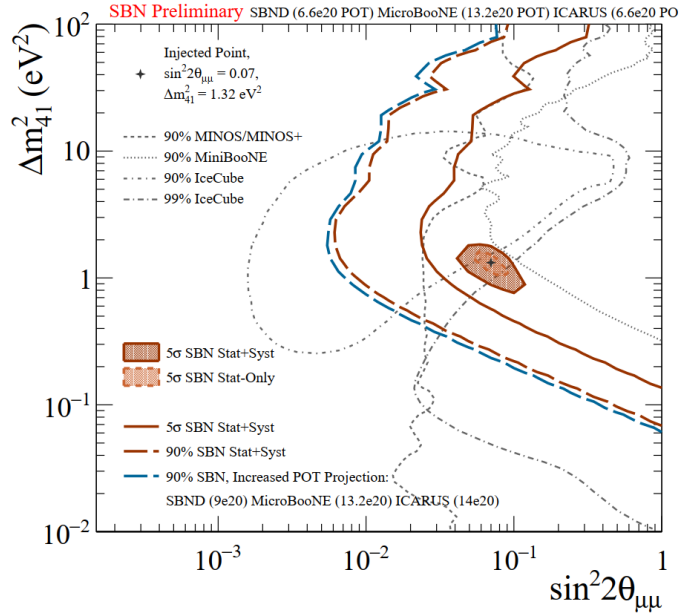 SBN Preliminary SBND (6.6e20 POT) MicroBooNE (13.2e20 POT) ICARUS (6.6e20 PO
Δm²₄₁ (eV²)
10²
10
1
10⁻¹
10⁻²
Injected Point,
sin²2θμμ = 0.07,
Δm²₄₁ = 1.32 eV²
90% MINOS/MINOS+
90% MiniBooNE
90% IceCube
99% IceCube
5σ SBN Stat+Syst
5σ SBN Stat-Only
5σ SBN Stat+Syst
90% SBN Stat+Syst
90% SBN, Increased POT Projection:
SBND (9e20) MicroBooNE (13.2e20) ICARUS (14e20)
10⁻³ 10⁻² 10⁻¹ 1
sin²2θμμ